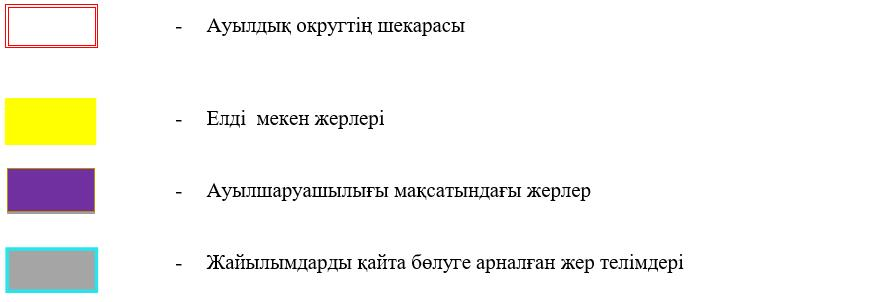 - Ауылдық округтің шекарасы
- Елді  мекен жерлері
- Ауылшаруашылығы мақсатындағы жерлер
- Жайылымдарды қайта бөлуге арналған жер телімдері